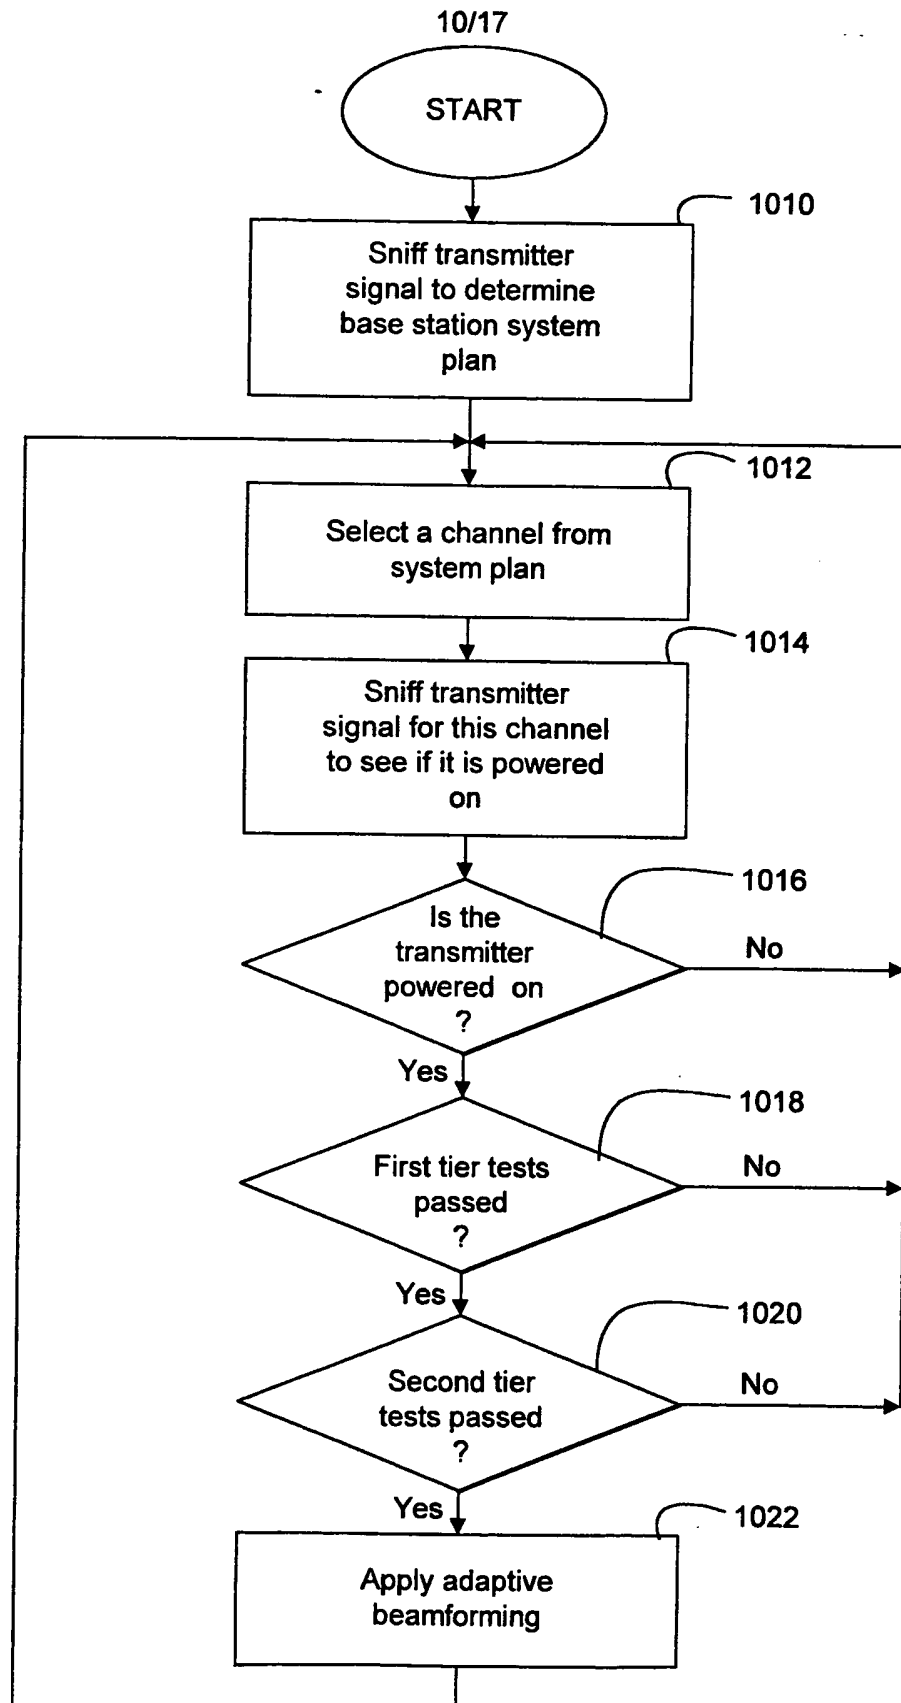 10/17
START
1010
Sniff transmitter
signal to determine
base station system
plan
1012
Select a channel from
system plan
1014
Sniff transmitter
signal for this channel
to see if it is powered
on
1016
Is the
transmitter
powered on
?
No
Yes
1018
First tier tests
passed
?
No
Yes
1020
Second tier
tests passed
?
No
Yes
1022
Apply adaptive
beamforming